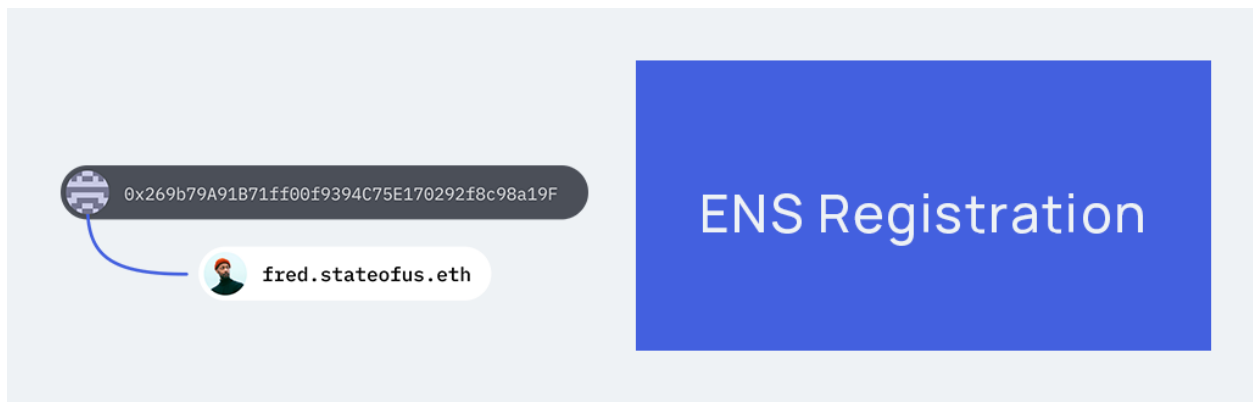 0x269b79A91B71ff00f9394C75E170292f8c98a19F
fred.stateofus.eth
ENS Registration